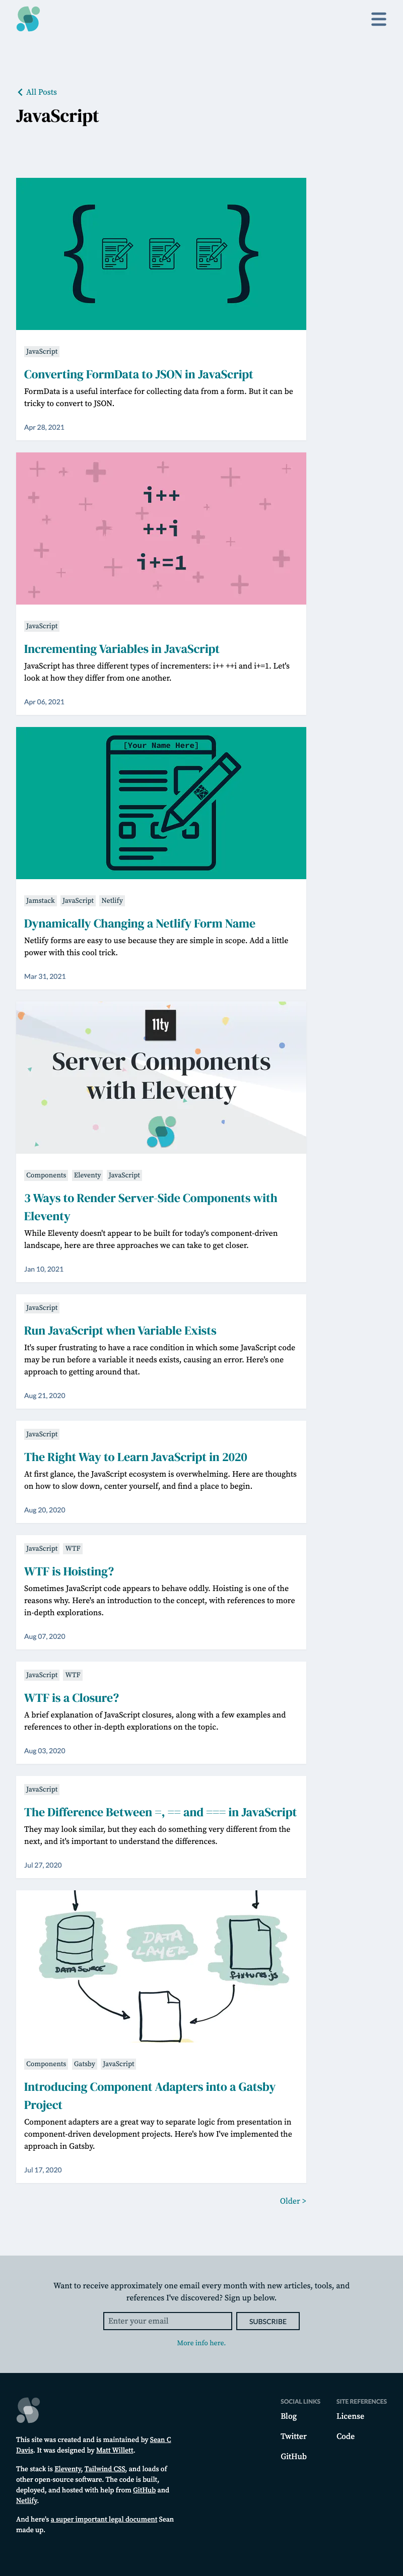 All Posts
JavaScript
JavaScript
Converting FormData to JSON in JavaScript
FormData is a useful interface for collecting data from a form. But it can be
tricky to convert to JSON.
Apr 28, 2021
i++
++i
i+=1
JavaScript
Incrementing Variables in JavaScript
JavaScript has three different types of incrementers: i++ ++i and i+=1. Let's
look at how they differ from one another.
Apr 06, 2021
[Your Name Here]
Jamstack JavaScript Netlify
Dynamically Changing a Netlify Form Name
Netlify forms are easy to use because they are simple in scope. Add a little
power with this cool trick.
Mar 31, 2021
11ty
Server Components
with Eleventy
Components Eleventy JavaScript
3 Ways to Render Server-Side Components with
Eleventy
While Eleventy doesn't appear to be built for today's component-driven
landscape, here are three approaches we can take to get closer.
Jan 10, 2021
JavaScript
Run JavaScript when Variable Exists
It's super frustrating to have a race condition in which some JavaScript code
may be run before a variable it needs exists, causing an error. Here's one
approach to getting around that.
Aug 21, 2020
JavaScript
The Right Way to Learn JavaScript in 2020
At first glance, the JavaScript ecosystem is overwhelming. Here are thoughts
on how to slow down, center yourself, and find a place to begin.
Aug 20, 2020
JavaScript WTF
WTF is Hoisting?
Sometimes JavaScript code appears to behave oddly. Hoisting is one of the
reasons why. Here's an introduction to the concept, with references to more
in-depth explorations.
Aug 07, 2020
JavaScript WTF
WTF is a Closure?
A brief explanation of JavaScript closures, along with a few examples and
references to other in-depth explorations on the topic.
Aug 03, 2020
JavaScript
The Difference Between =, == and === in JavaScript
They may look similar, but they each do something very different from the
next, and it's important to understand the differences.
Jul 27, 2020
DATA SOURCE
DATA
LAYER
fixtures.js
Components Gatsby JavaScript
Introducing Component Adapters into a Gatsby
Project
Component adapters are a great way to separate logic from presentation in
component-driven development projects. Here's how I've implemented the
approach in Gatsby.
Jul 17, 2020
Older >
Want to receive approximately one email every month with new articles, tools, and
references I've discovered? Sign up below.
Enter your email SUBSCRIBE
More info here.
This site was created and is maintained by Sean C
Davis. It was designed by Matt Willett.
The stack is Eleventy, Tailwind CSS, and loads of
other open-source software. The code is built,
deployed, and hosted with help from GitHub and
Netlify.
And here's a super important legal document Sean
made up.
SOCIAL LINKS
Blog
Twitter
GitHub
SITE REFERENCES
License
Code